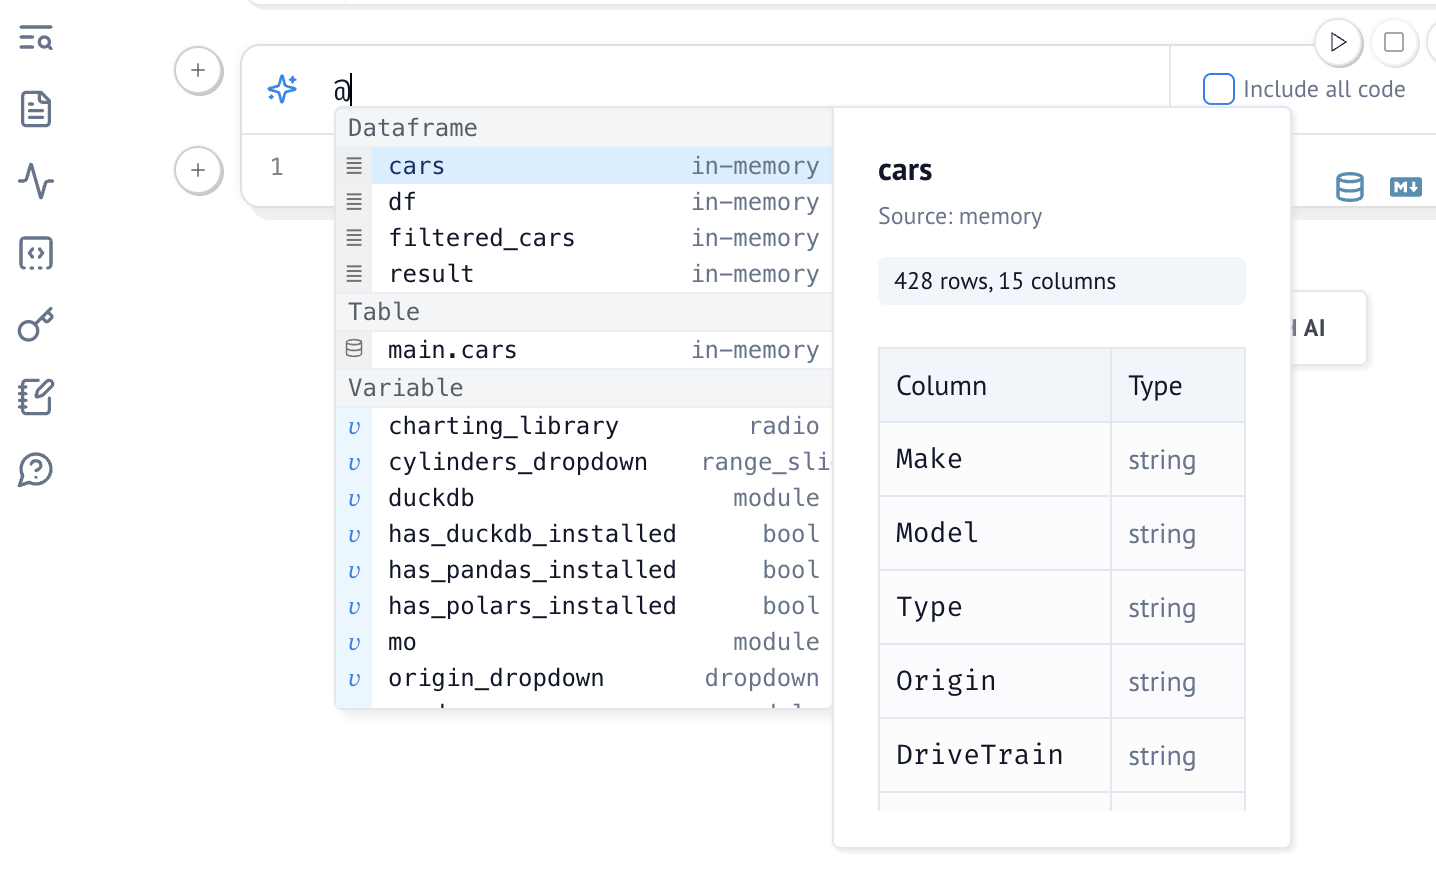 @
Include all code
1
Dataframe
cars in-memory
df in-memory
filtered_cars in-memory
result in-memory
Table
main.cars in-memory
Variable
charting_library radio
cylinders_dropdown range_sli
duckdb module
has_duckdb_installed bool
has_pandas_installed bool
has_polars_installed bool
mo module
origin_dropdown dropdown
cars
Source: memory
428 rows, 15 columns
Column Type
Make string
Model string
Type string
Origin string
DriveTrain string
M
AI